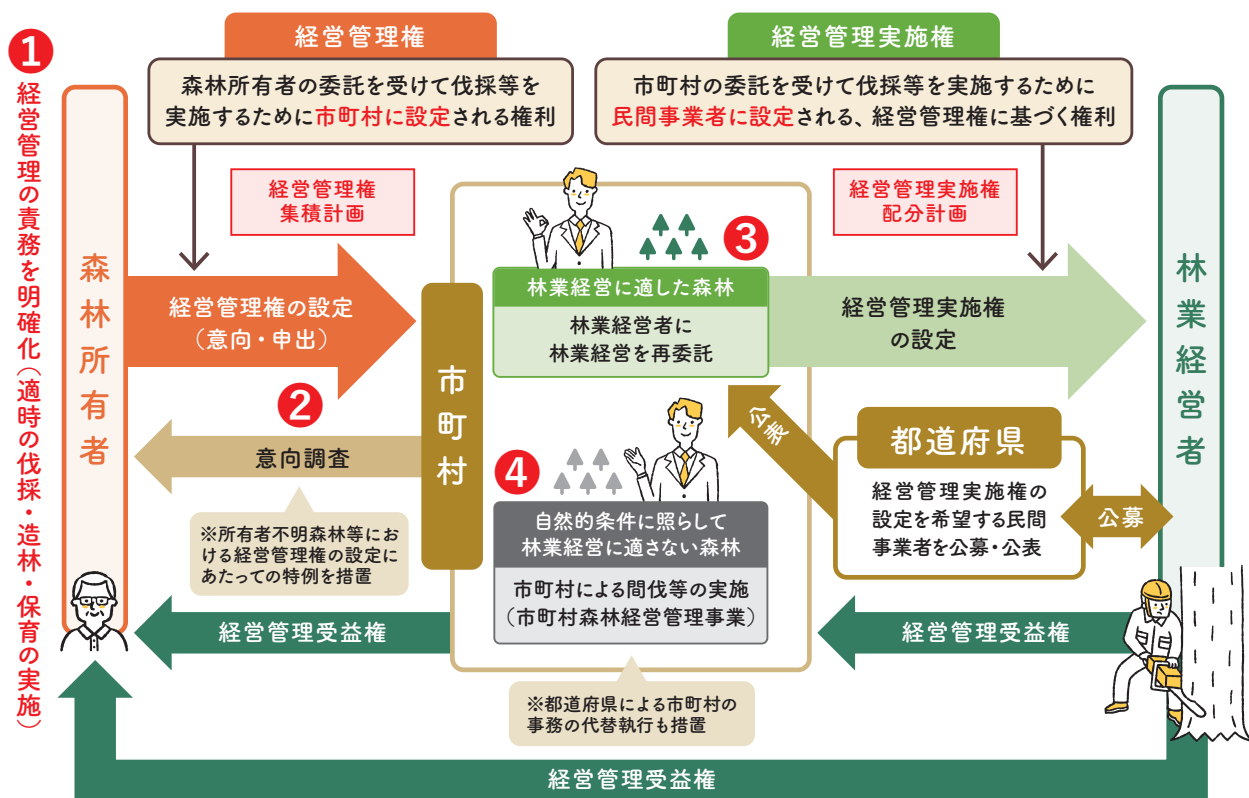 ❶
経営管理の責務を明確化（適時の伐採・造林・保育の実施）
経営管理権
森林所有者の委託を受けて伐採等を
実施するために市町村に設定される権利
経営管理実施権
市町村の委託を受けて伐採等を実施するために
民間事業者に設定される、経営管理権に基づく権利
森林所有者
経営管理権
集積計画
経営管理権の設定
（意向・申出）
❷
意向調査
※所有者不明森林等にお
ける経営管理権の設定に
あたっての特例を措置
経営管理受益権
市町村
❸
林業経営に適した森林
林業経営者に
林業経営を再委託
❹
自然的条件に照らして
林業経営に適さない森林
市町村による間伐等の実施
（市町村森林経営管理事業）
※都道府県による市町村の
事務の代替執行も措置
経営管理実施権
配分計画
経営管理実施権
の設定
公表
都道府県
経営管理実施権の
設定を希望する民間
事業者を公募・公表
公募
経営管理受益権
林業経営者
経営管理受益権